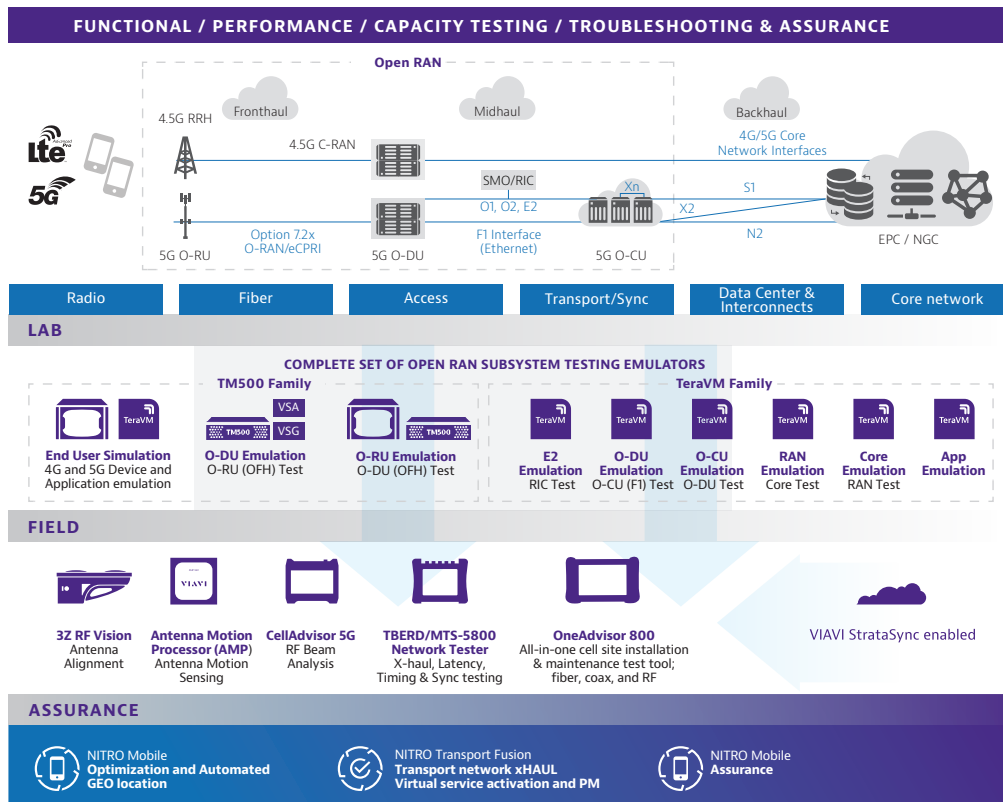 FUNCTIONAL / PERFORMANCE / CAPACITY TESTING / TROUBLESHOOTING & ASSURANCE
Open RAN
Fronthaul
Midhaul
Backhaul
4.5G RRH
4.5G C-RAN
4G/5G Core
Network Interfaces
Lte
Advanced
Pro
5G
SMO/RIC
Xn
S1
O1, O2, E2
X2
Option 7.2x
O-RAN/eCPRI
F1 Interface
(Ethernet)
N2
EPC / NGC
5G O-RU
5G O-DU
5G O-CU
Radio
Fiber
Access
Transport/Sync
Data Center &
Interconnects
Core network
LAB
COMPLETE SET OF OPEN RAN SUBSYSTEM TESTING EMULATORS
TM500 Family
TeraVM Family
TeraVM
VSA
TM500
VSG
TM500
TeraVM
TeraVM
TeraVM
TeraVM
TeraVM
TeraVM
End User Simulation
4G and 5G Device and
Application emulation
O-DU Emulation
O-RU (OFH) Test
O-RU Emulation
O-DU (OFH) Test
E2
Emulation
RIC Test
O-DU
Emulation
O-CU (F1) Test
O-CU
Emulation
O-DU Test
RAN
Emulation
Core Test
Core
Emulation
RAN Test
App
Emulation
FIELD
VIAVI
3Z RF Vision
Antenna
Alignment
Antenna Motion
Processor (AMP)
Antenna Motion
Sensing
CellAdvisor 5G
RF Beam
Analysis
TBERD/MTS-5800
Network Tester
X-haul, Latency,
Timing & Sync testing
OneAdvisor 800
All-in-one cell site installation
& maintenance test tool;
fiber, coax, and RF
VIAVI StrataSync enabled
ASSURANCE
NITRO Mobile
Optimization and Automated
GEO location
NITRO Transport Fusion
Transport network xHAUL
Virtual service activation and PM
NITRO Mobile
Assurance